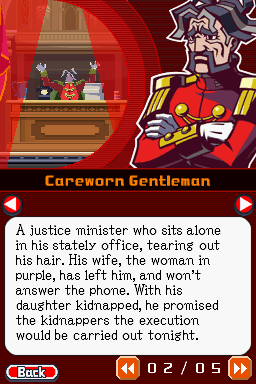 Careworn Gentleman
A justice minister who sits alone
in his stately office, tearing out
his hair. His wife, the woman in
purple, has left him, and won't
answer the phone. With his
daughter kidnapped, he promised
the kidnappers the execution
would be carried out tonight.
Back
02 / 05